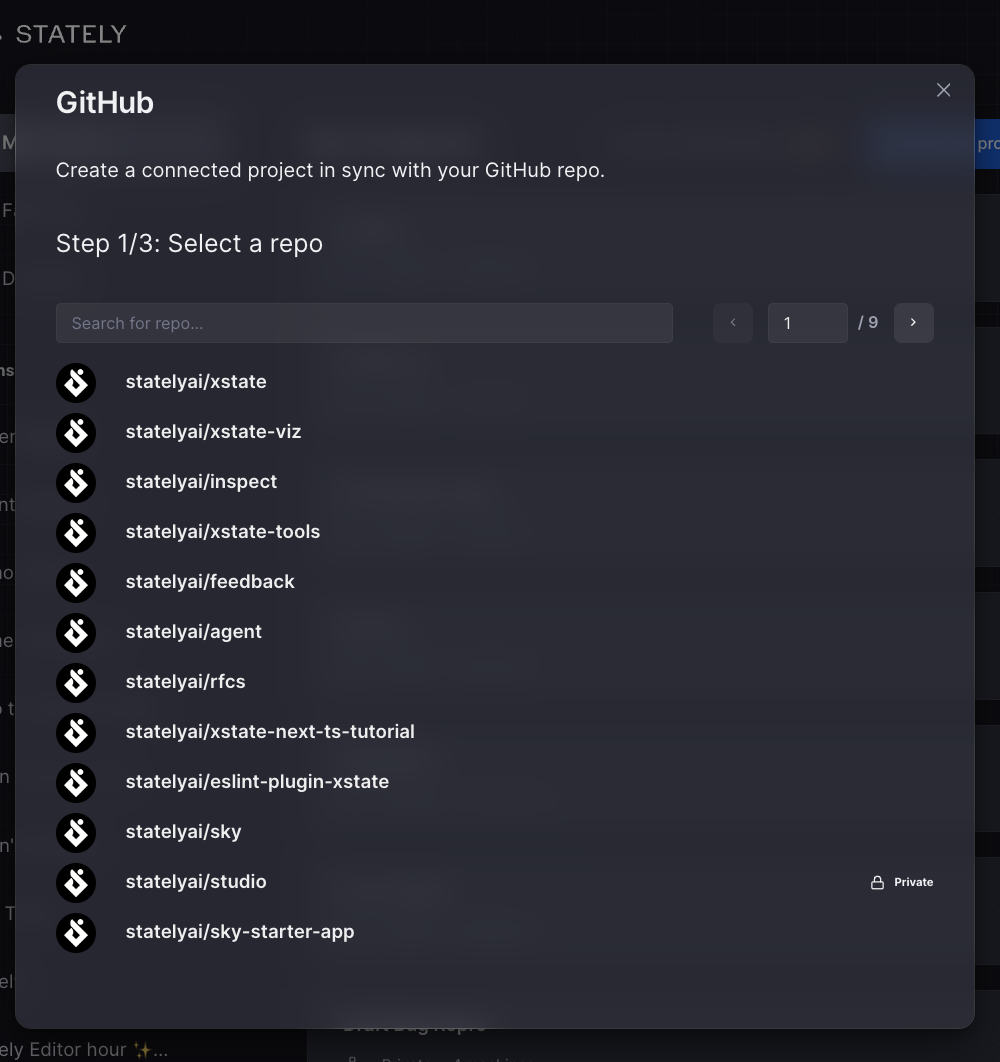 STATELY
GitHub
Create a connected project in sync with your GitHub repo.
Step 1/3: Select a repo
Search for repo...
1 / 9
statelyai/xstate
statelyai/xstate-viz
statelyai/inspect
statelyai/xstate-tools
statelyai/feedback
statelyai/agent
statelyai/rfcs
statelyai/xstate-next-ts-tutorial
statelyai/eslint-plugin-xstate
statelyai/sky
statelyai/studio Private
statelyai/sky-starter-app
ely Editor hour ✨...